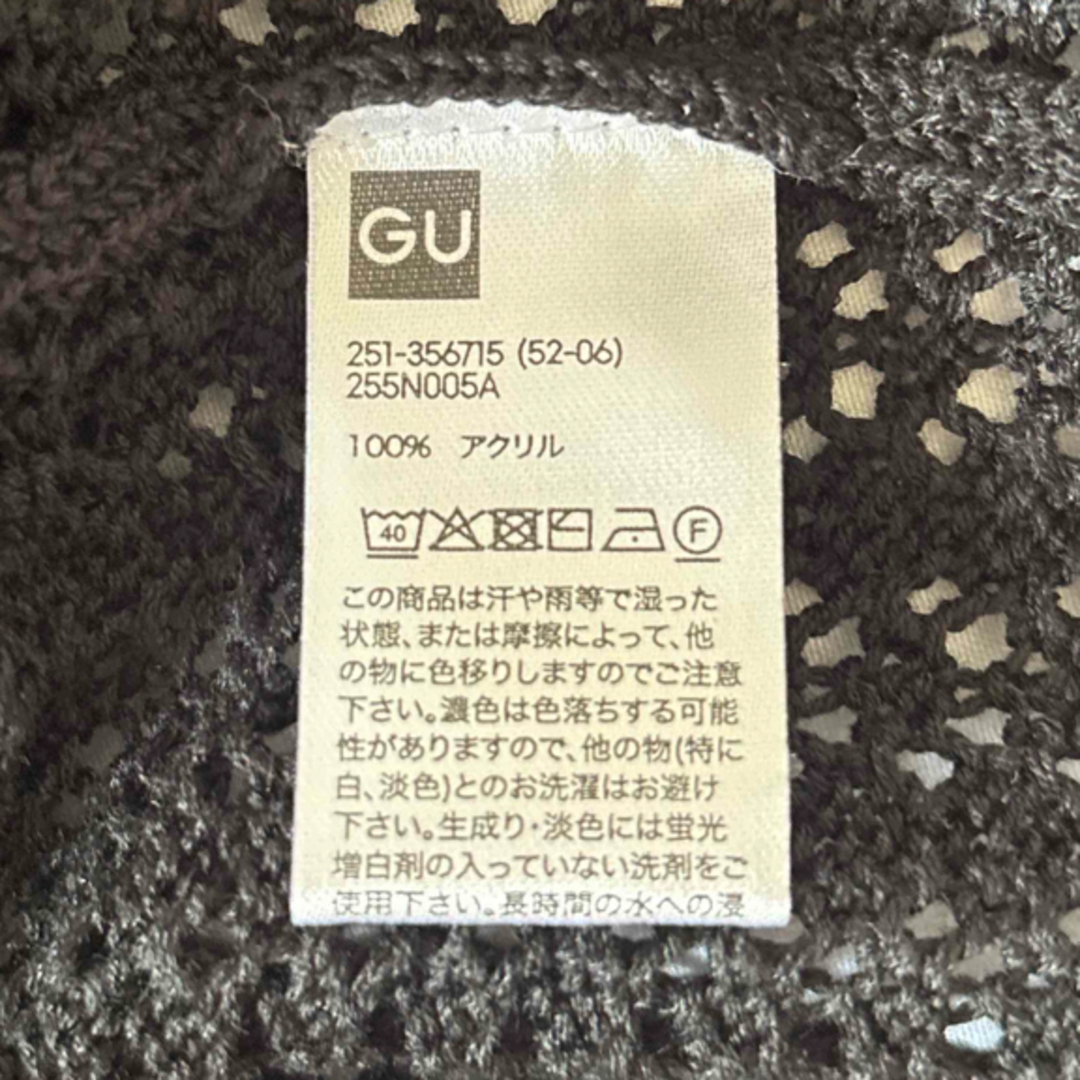 GU
251-356715 (52-06)
255N005A
100% アクリル
40 F
この商品は汗や雨等で湿った
状態、または摩擦によって、他
の物に色移りしますのでご注意
下さい。濃色は色落ちする可能
性がありますので、他の物(特に
白、淡色)とのお洗濯はお避け
下さい。生成り・淡色には蛍光
増白剤の入っていない洗剤をご
使用下さい。長時間の水への浸